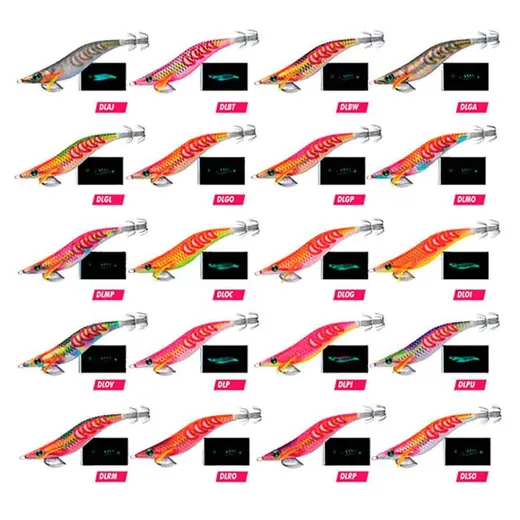 DLAJ
DLBT
DLBW
DLGA
DLGL
DLGO
DLGP
DLMO
DLMP
DLOC
DLOG
DLOI
DLOV
DLP
DLPI
DLPU
DLRM
DLRO
DLRP
DLSO